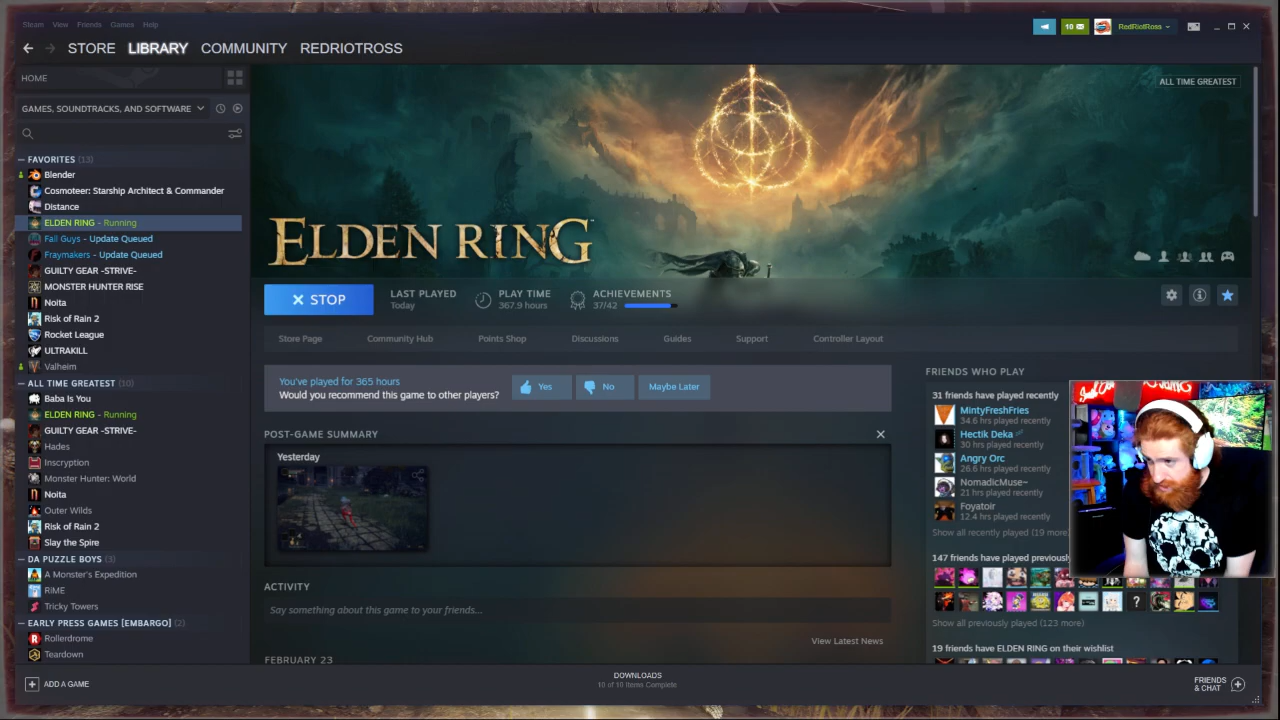 Steam View Friends Games Help
10
RedRiotRoss
STORE LIBRARY COMMUNITY REDRIOTROSS
HOME
GAMES, SOUNDTRACKS, AND SOFTWARE
FAVORITES (13)
Blender
Cosmoteer: Starship Architect & Commander
Distance
ELDEN RING - Running
Fall Guys - Update Queued
Fraymakers - Update Queued
GUILTY GEAR -STRIVE-
MONSTER HUNTER RISE
Noita
Risk of Rain 2
Rocket League
ULTRAKILL
Valheim
ALL TIME GREATEST (10)
Baba Is You
ELDEN RING - Running
GUILTY GEAR -STRIVE-
Hades
Inscryption
Monster Hunter: World
Noita
Outer Wilds
Risk of Rain 2
Slay the Spire
DA PUZZLE BOYS (3)
A Monster's Expedition
RiME
Tricky Towers
EARLY PRESS GAMES [EMBARGO] (2)
Rollerdrome
Teardown
ADD A GAME
ALL TIME GREATEST
ELDEN RING
STOP
LAST PLAYED
Today
PLAY TIME
367.9 hours
ACHIEVEMENTS
37/42
Store Page Community Hub Points Shop Discussions Guides Support Controller Layout
You've played for 365 hours
Would you recommend this game to other players?
Yes No Maybe Later
POST-GAME SUMMARY
Yesterday
ACTIVITY
Say something about this game to your friends...
View Latest News
FEBRUARY 23
FRIENDS WHO PLAY
31 friends have played recently
MintyFreshFries
34.6 hrs played recently
Hectik Deka
30 hrs played recently
Angry Orc
26.6 hrs played recently
NomadicMuse~
21 hrs played recently
Foyatoir
12.4 hrs played recently
Show all recently played (19 more)
147 friends have played previously
Show all previously played (123 more)
19 friends have ELDEN RING on their wishlist
DOWNLOADS
10 of 10 Items Complete
FRIENDS
& CHAT